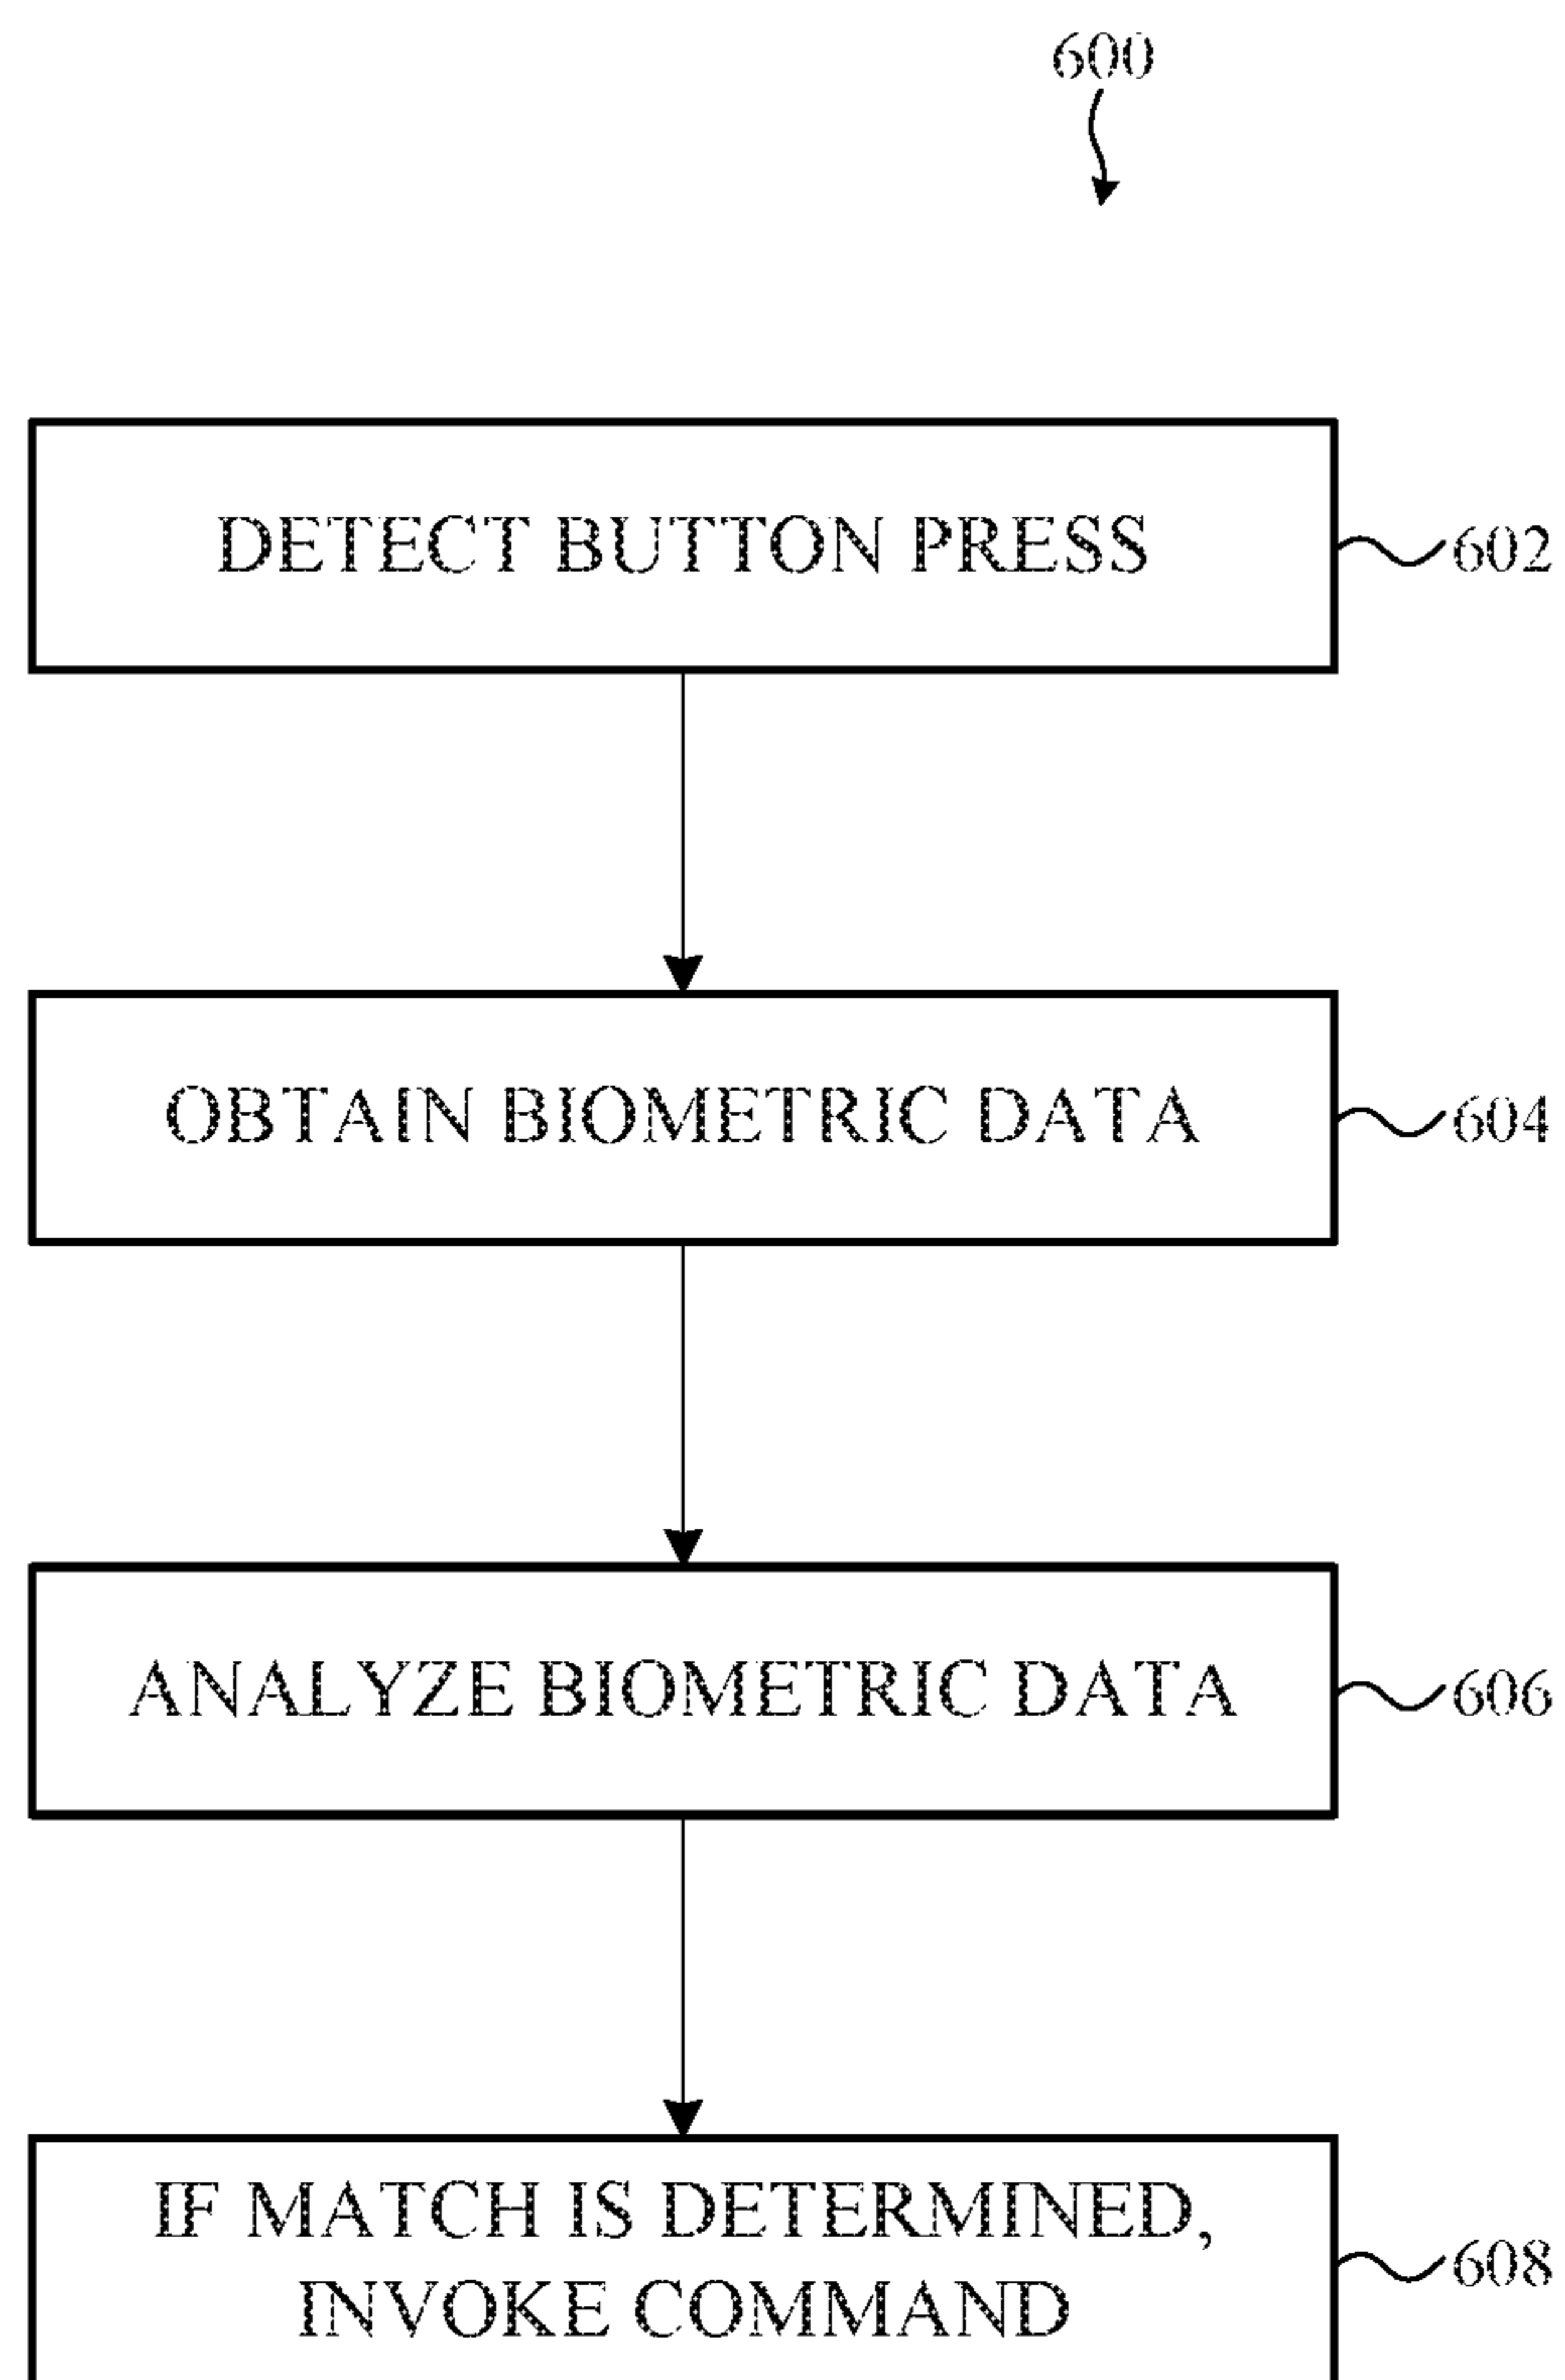 600
DETECT BUTTON PRESS
602
OBTAIN BIOMETRIC DATA
604
ANALYZE BIOMETRIC DATA
606
IF MATCH IS DETERMINED,
INVOKE COMMAND
608